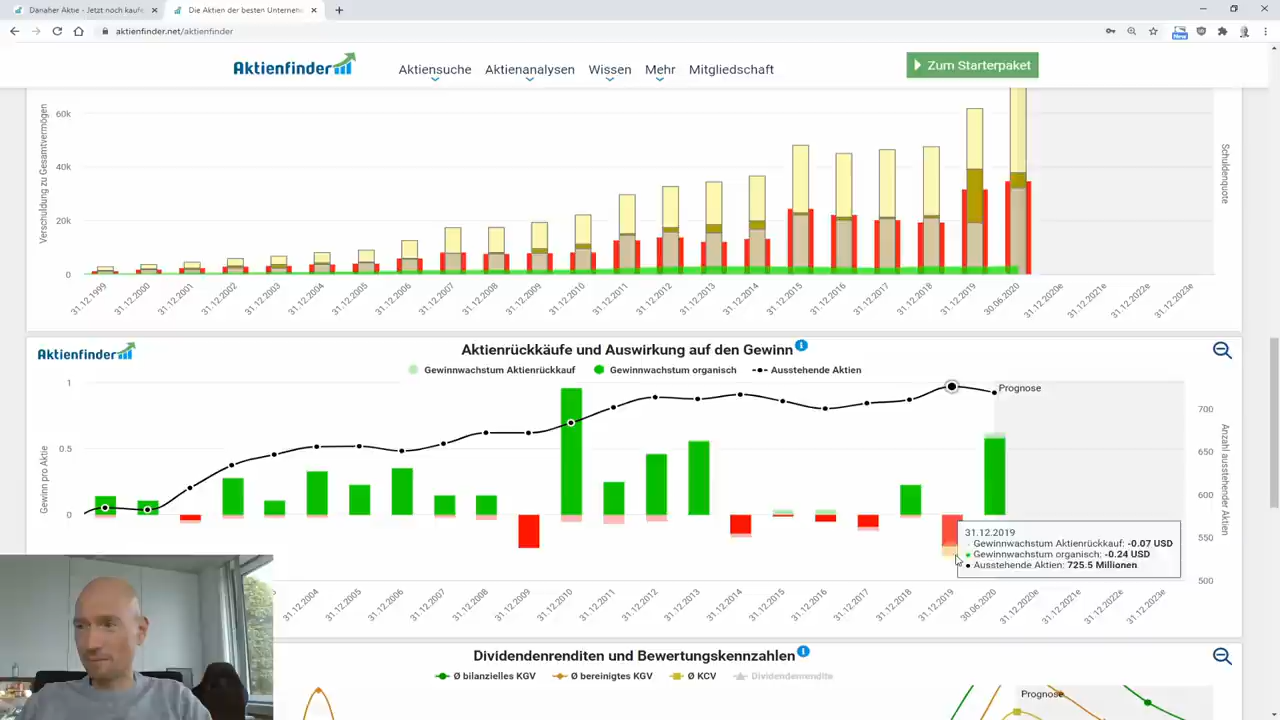 Danaher Aktie - Jetzt noch kaufe
Die Aktien der besten Unterneh
aktienfinder.net/aktienfinder
New
Aktienfinder
Aktiensuche
Aktienanalysen
Wissen
Mehr
Mitgliedschaft
Zum Starterpaket
Verschuldung zu Gesamtvermögen
60k
40k
20k
0
Schuldenquote
31.12.1999
31.12.2000
31.12.2001
31.12.2002
31.12.2003
31.12.2004
31.12.2005
31.12.2006
31.12.2007
31.12.2008
31.12.2009
31.12.2010
31.12.2011
31.12.2012
31.12.2013
31.12.2014
31.12.2015
31.12.2016
31.12.2017
31.12.2018
31.12.2019
30.06.2020
31.12.2020e
31.12.2021e
31.12.2022e
31.12.2023e
Aktienfinder
Aktienrückkäufe und Auswirkung auf den Gewinn
Gewinnwachstum Aktienrückkauf
Gewinnwachstum organisch
Ausstehende Aktien
Gewinn pro Aktie
1
0.5
0
Prognose
700
650
600
550
500
Anzahl ausstehender Aktien
31.12.2019
Gewinnwachstum Aktienrückkauf: -0.07 USD
Gewinnwachstum organisch: -0.24 USD
Ausstehende Aktien: 725.5 Millionen
31.12.2004
31.12.2005
31.12.2006
31.12.2007
31.12.2008
31.12.2009
31.12.2010
31.12.2011
31.12.2012
31.12.2013
31.12.2014
31.12.2015
31.12.2016
31.12.2017
31.12.2018
31.12.2019
30.06.2020
31.12.2020e
31.12.2021e
31.12.2022e
31.12.2023e
Dividendenrenditen und Bewertungskennzahlen
Ø bilanzielles KGV
Ø bereinigtes KGV
Ø KCV
Dividendenrendite
Prognose